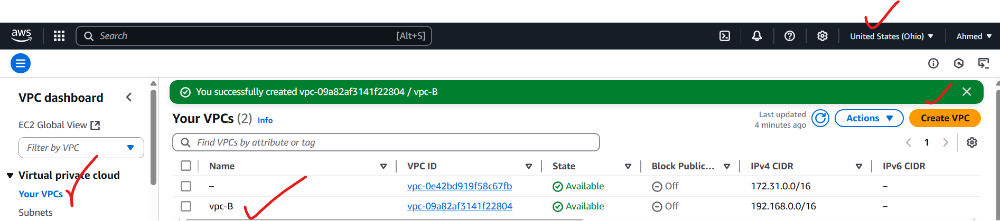 aws
Search [Alt+S] United States (Ohio) Ahmed
VPC dashboard
EC2 Global View
Filter by VPC
Virtual private cloud
Your VPCs
Subnets
You successfully created vpc-09a82af3141f22804 / vpc-B
Your VPCs (2) Info
Last updated
4 minutes ago
Actions
Create VPC
Find VPCs by attribute or tag
1
Name VPC ID State Block Public... IPv4 CIDR IPv6 CIDR
– vpc-0e42bd919f58c67fb Available Off 172.31.0.0/16 –
vpc-B vpc-09a82af3141f22804 Available Off 192.168.0.0/16 –